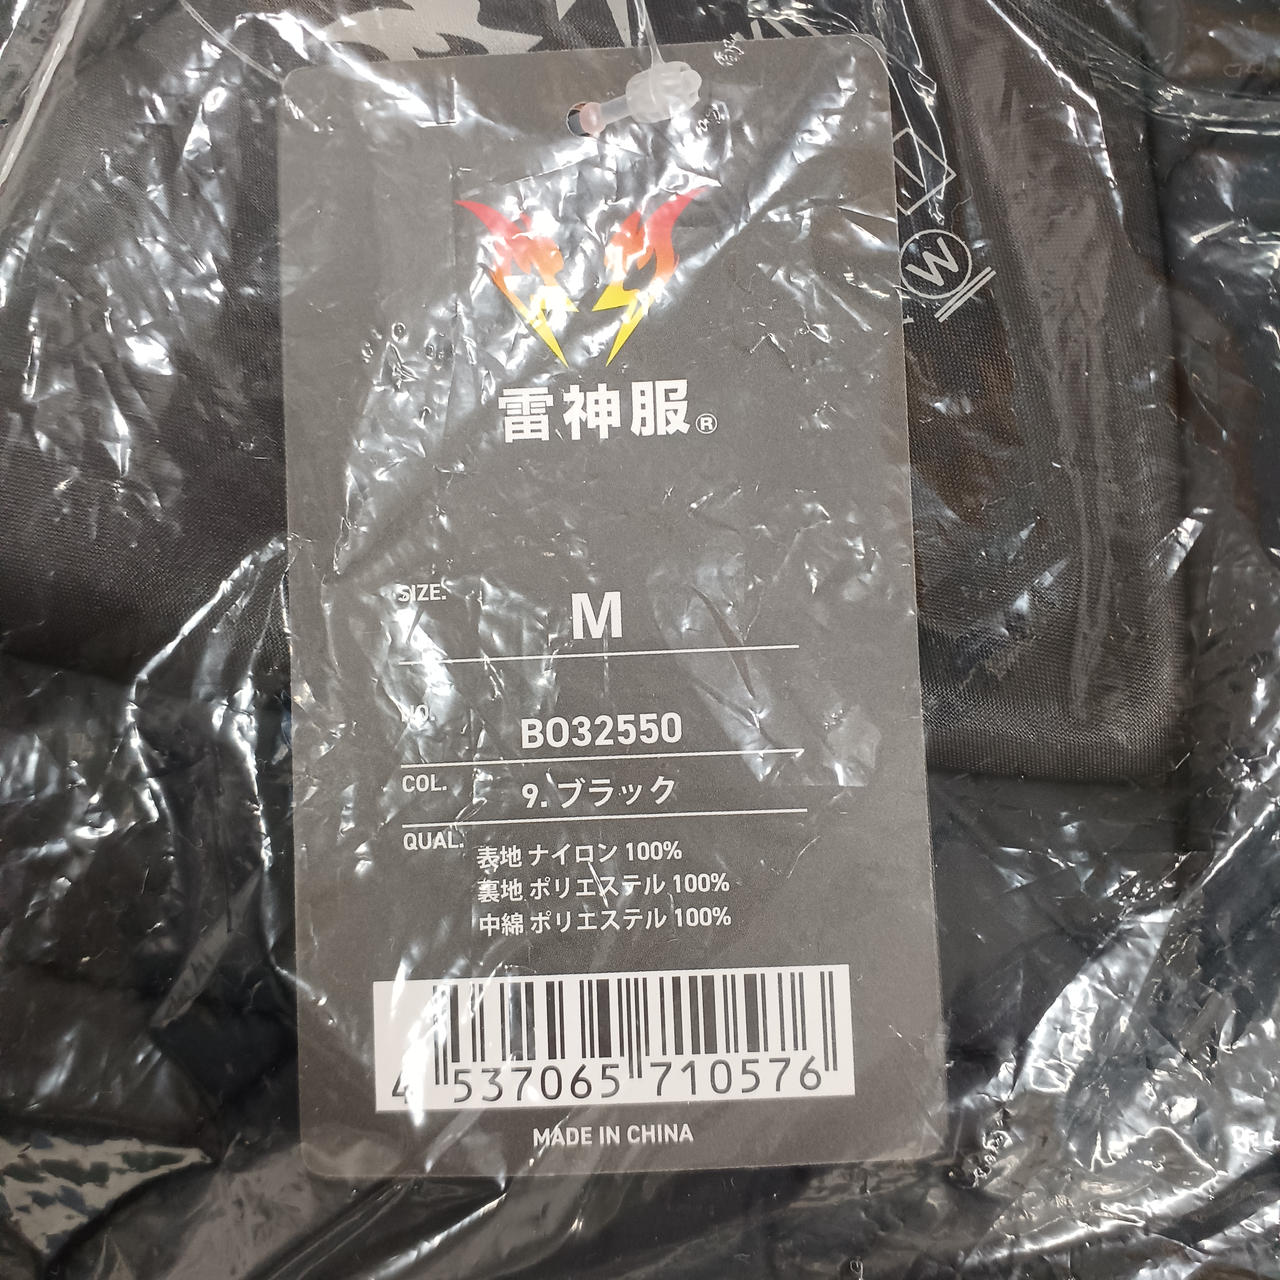 W
雷神服®
SIZE: M
NO. BO32550
COL. 9. ブラック
QUAL. 表地 ナイロン 100%
裏地 ポリエステル 100%
中綿 ポリエステル 100%
4 537065 710576
MADE IN CHINA